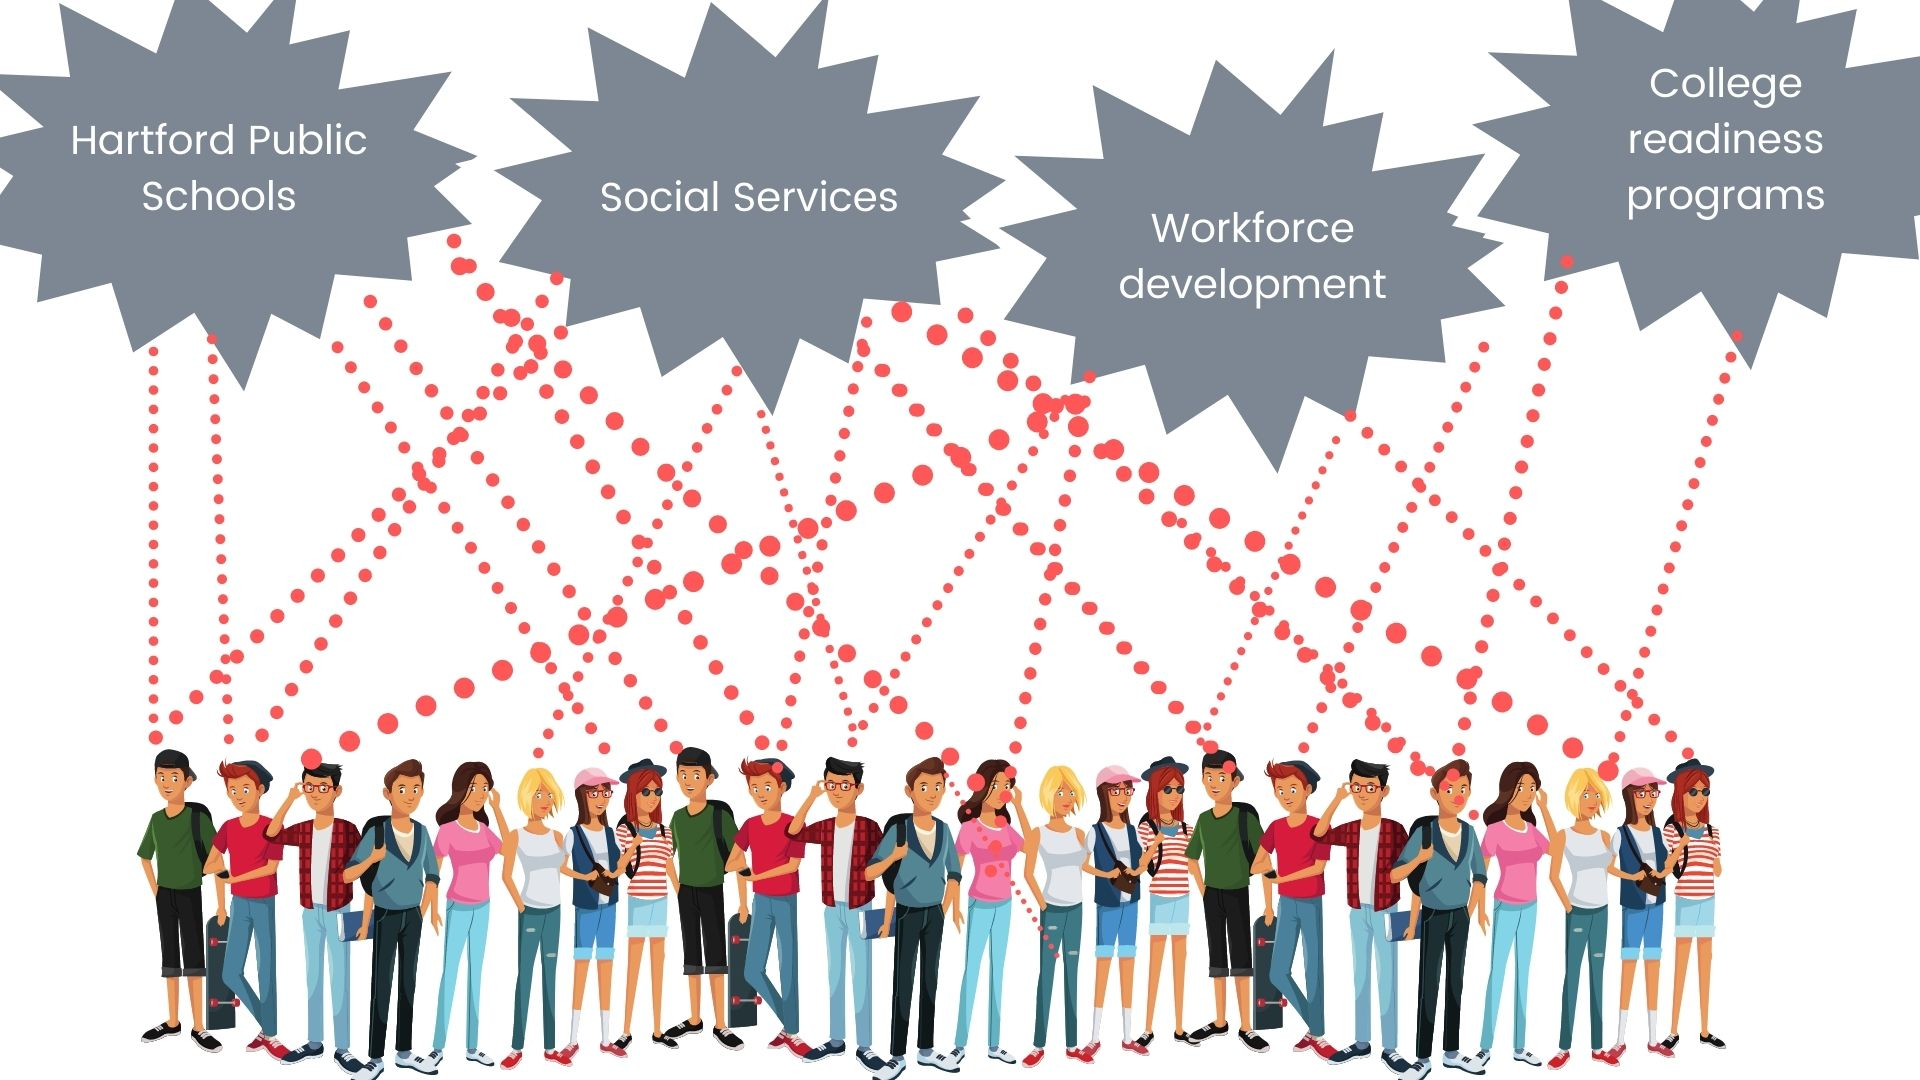 Hartford Public
Schools
Social Services
Workforce
development
College
readiness
programs